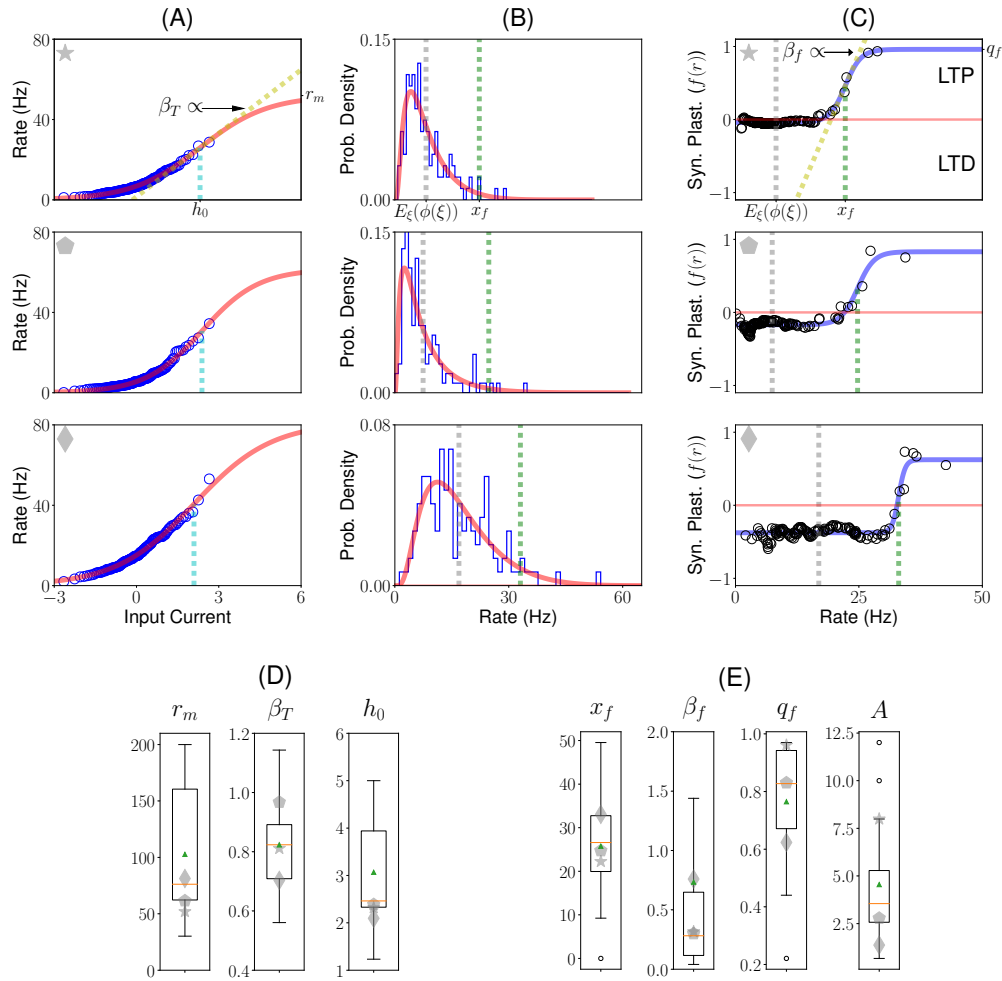 (A) (B) (C)
80
40
0
Rate (Hz)
β_T ∝
r_m
h_0
0.15
0.00
Prob. Density
E_ξ(ϕ(ξ)) x_f
1
0
−1
Syn. Plast. (f(r))
β_f ∝
q_f
LTP
LTD
E_ξ(ϕ(ξ)) x_f
80
40
0
Rate (Hz)
0.15
0.00
Prob. Density
1
0
−1
Syn. Plast. (f(r))
80
40
0
Rate (Hz)
−3 0 3 6
Input Current
0.08
0.00
Prob. Density
0 20 40 60
Rate (Hz)
1
0
−1
Syn. Plast. (f(r))
0 25 50
Rate (Hz)
(D) (E)
r_m
200
150
100
50
0
β_T
1.2
1.0
0.8
0.6
0.4
h_0
6
5
4
3
2
1
x_f
50
40
30
20
10
0
β_f
2.0
1.5
1.0
0.5
0.0
q_f
1.0
0.8
0.6
0.4
0.2
A
12.5
10.0
7.5
5.0
2.5